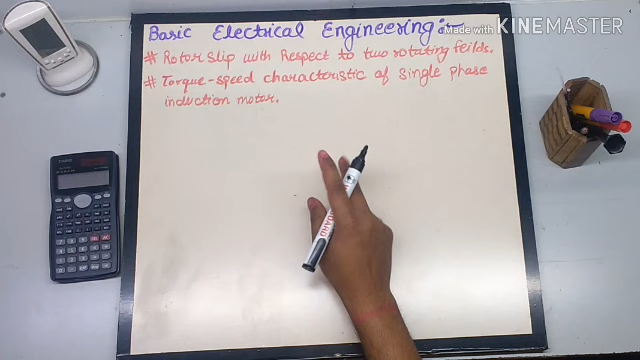 Basic Electrical Engineering:-
Made with KINEMASTER
# Rotor slip with Respect to two rotating feilds.
# Torque-speed characteristic of single phase
induction motor.
CASIO